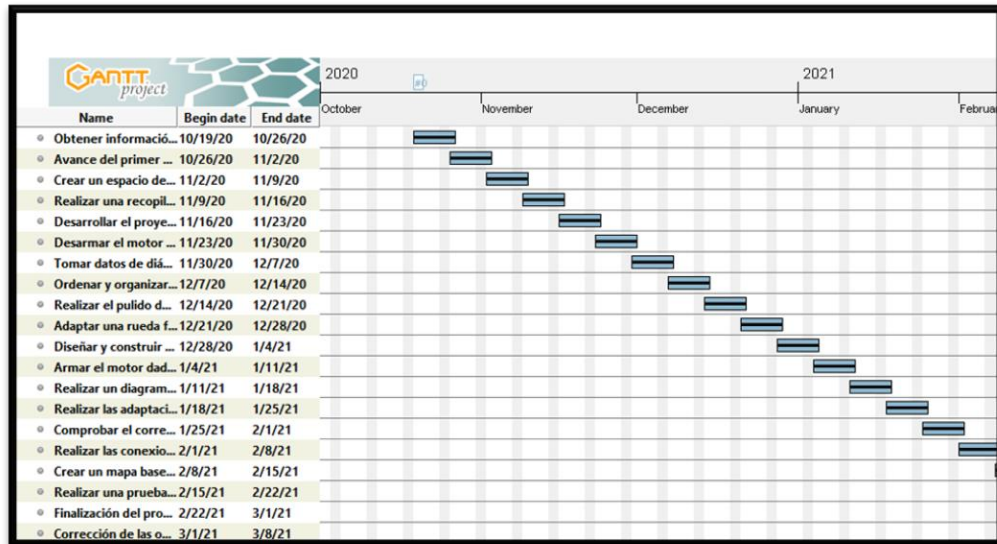 GANTT
project
2020
2021
October
November
December
January
Februa
Name Begin date End date
Obtener informació... 10/19/20 10/26/20
Avance del primer ... 10/26/20 11/2/20
Crear un espacio de... 11/2/20 11/9/20
Realizar una recopil... 11/9/20 11/16/20
Desarrollar el proye... 11/16/20 11/23/20
Desarmar el motor ... 11/23/20 11/30/20
Tomar datos de diá... 11/30/20 12/7/20
Ordenar y organizar... 12/7/20 12/14/20
Realizar el pulido d... 12/14/20 12/21/20
Adaptar una rueda f... 12/21/20 12/28/20
Diseñar y construir ... 12/28/20 1/4/21
Armar el motor dad... 1/4/21 1/11/21
Realizar un diagram... 1/11/21 1/18/21
Realizar las adaptaci... 1/18/21 1/25/21
Comprobar el corre... 1/25/21 2/1/21
Realizar las conexio... 2/1/21 2/8/21
Crear un mapa base... 2/8/21 2/15/21
Realizar una prueba... 2/15/21 2/22/21
Finalización del pro... 2/22/21 3/1/21
Corrección de las o... 3/1/21 3/8/21